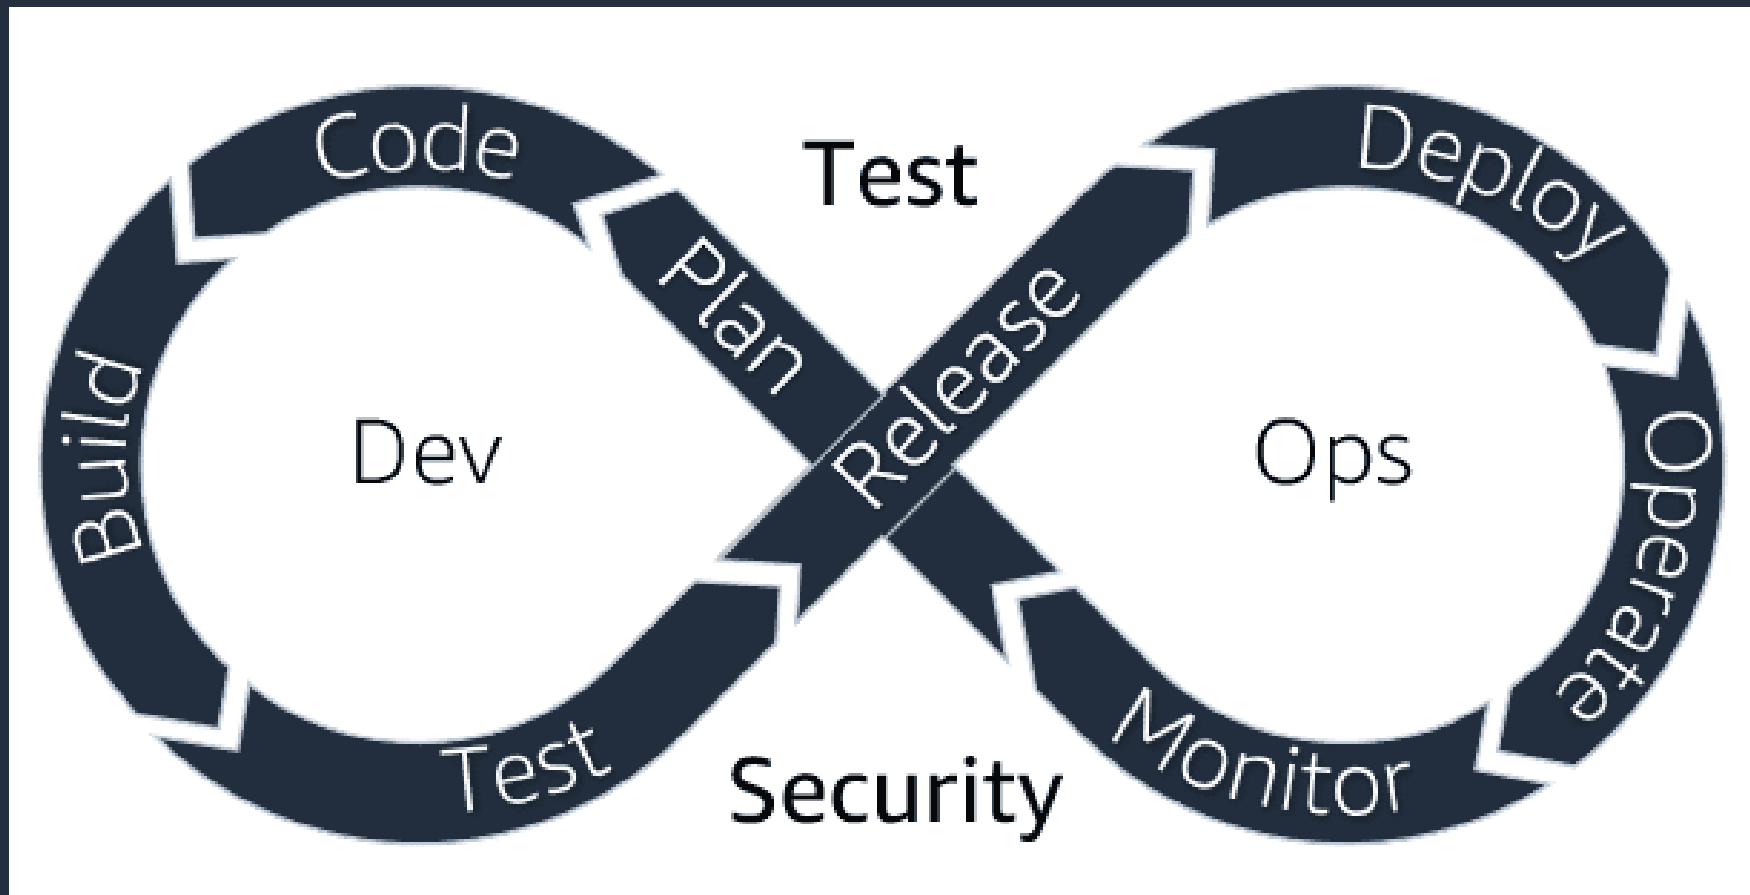 Code
Test
Deploy
Plan
Release
Build
Dev
Ops
Operate
Test
Security
Monitor